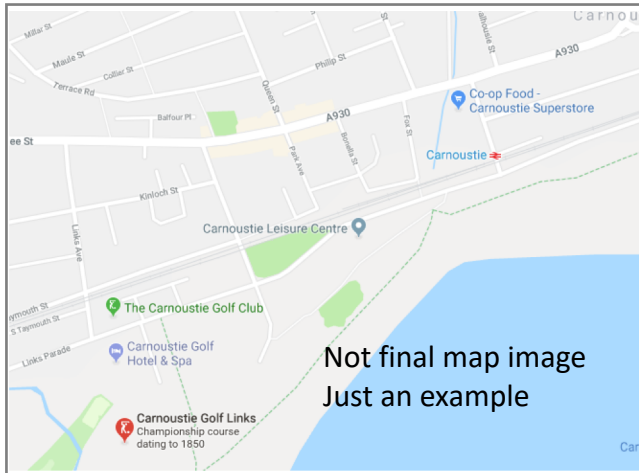 Carnou
Millar St
Maule St
Collier St
Terrace Rd
Philip St
alhousie St
A930
Queen St
Co-op Food -
Carnoustie Superstore
Balfour Pl.
A930
Fox St
ee St
Bonella St
Park Ave
Carnoustie
Kinloch St
Links Ave
Carnoustie Leisure Centre
aymouth St
The Carnoustie Golf Club
S Taymouth St
Links Parade
Carnoustie Golf
Hotel & Spa
Not final map image
Just an example
Carnoustie Golf Links
Championship course
dating to 1850
Car